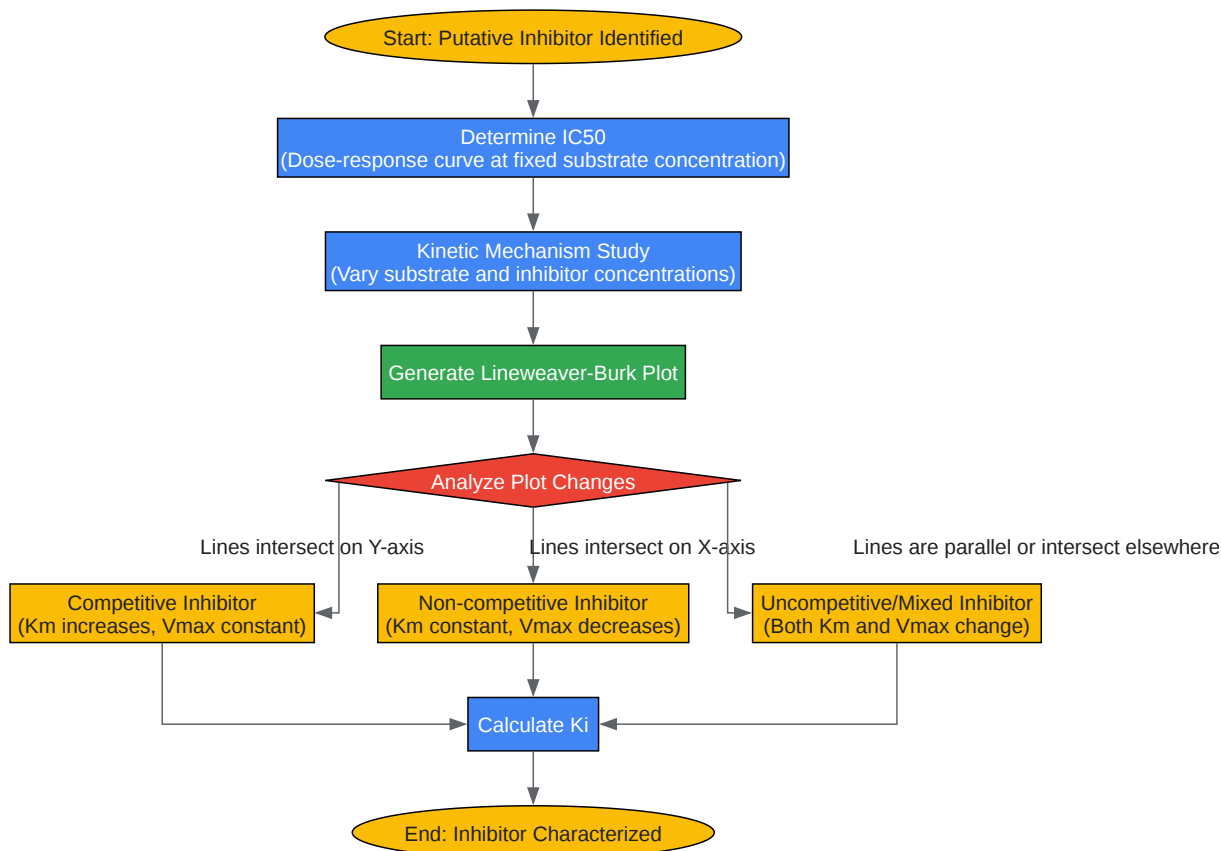 Start: Putative Inhibitor Identified
Determine IC50
(Dose-response curve at fixed substrate concentration)
Kinetic Mechanism Study
(Vary substrate and inhibitor concentrations)
Generate Lineweaver-Burk Plot
Analyze Plot Changes
Lines intersect on Y-axis
Lines intersect on X-axis
Lines are parallel or intersect elsewhere
Competitive Inhibitor
(Km increases, Vmax constant)
Non-competitive Inhibitor
(Km constant, Vmax decreases)
Uncompetitive/Mixed Inhibitor
(Both Km and Vmax change)
Calculate Ki
End: Inhibitor Characterized